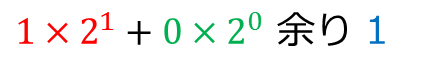 1 × 2¹ + 0 × 2⁰ 余り 1